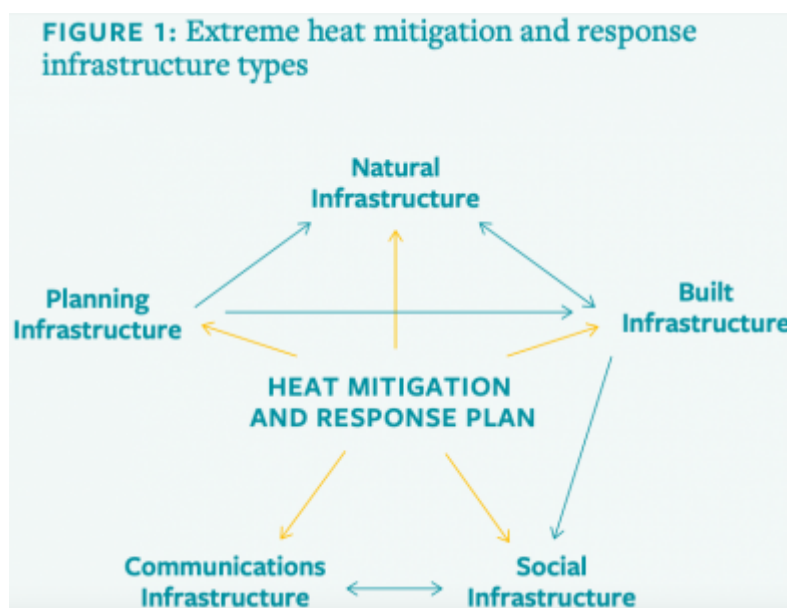 FIGURE 1: Extreme heat mitigation and response
infrastructure types
Natural
Infrastructure
Planning
Infrastructure
Built
Infrastructure
HEAT MITIGATION
AND RESPONSE PLAN
Communications
Infrastructure
Social
Infrastructure